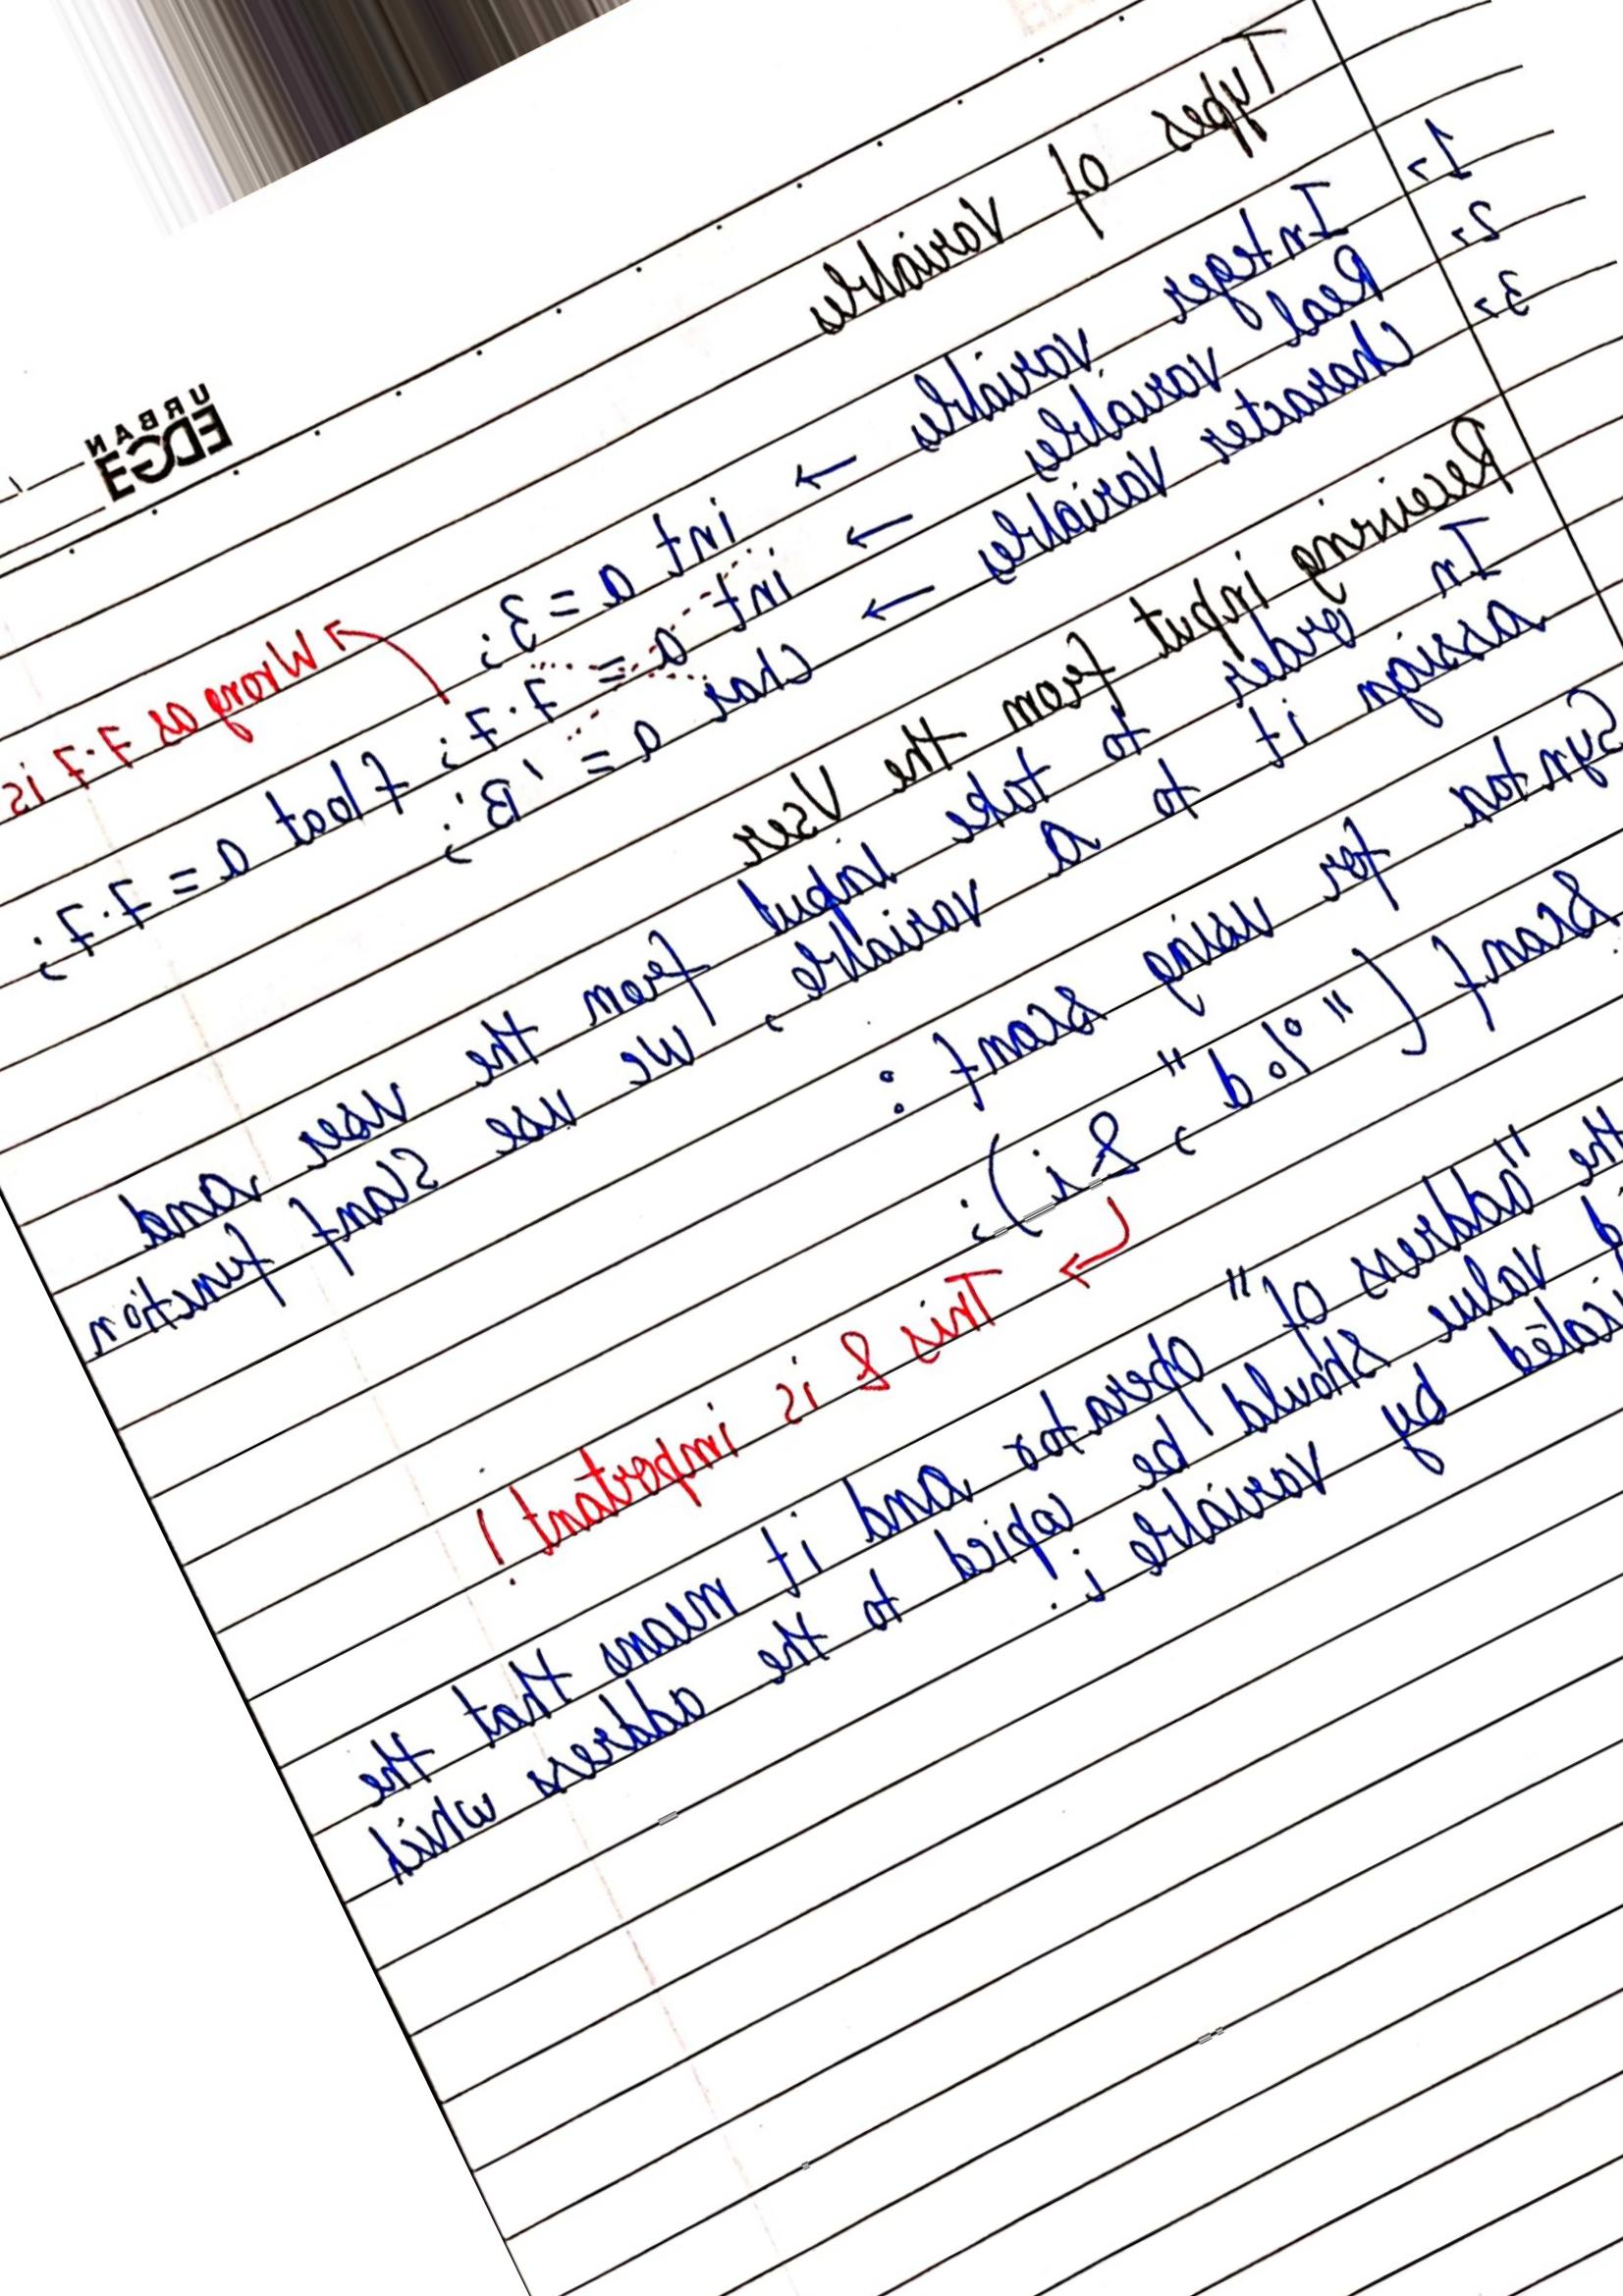 URBAN
EDGE
Types of Variable
1> Integer variable → int a = 3;
2> Real variable → int a = 7.7; float a = 7.7;
Wrong as 7.7 is
3> Character Variable → char a = 'B';
Recieving input from the User
In order to take input from the user and
assign it to a variable, we use Scanf function
Syntax for using Scanf :
Scanf ( " %d " , & i );
This & is important !
the "address of" operator and it means that the
value should be copied to the address which
by variable i.